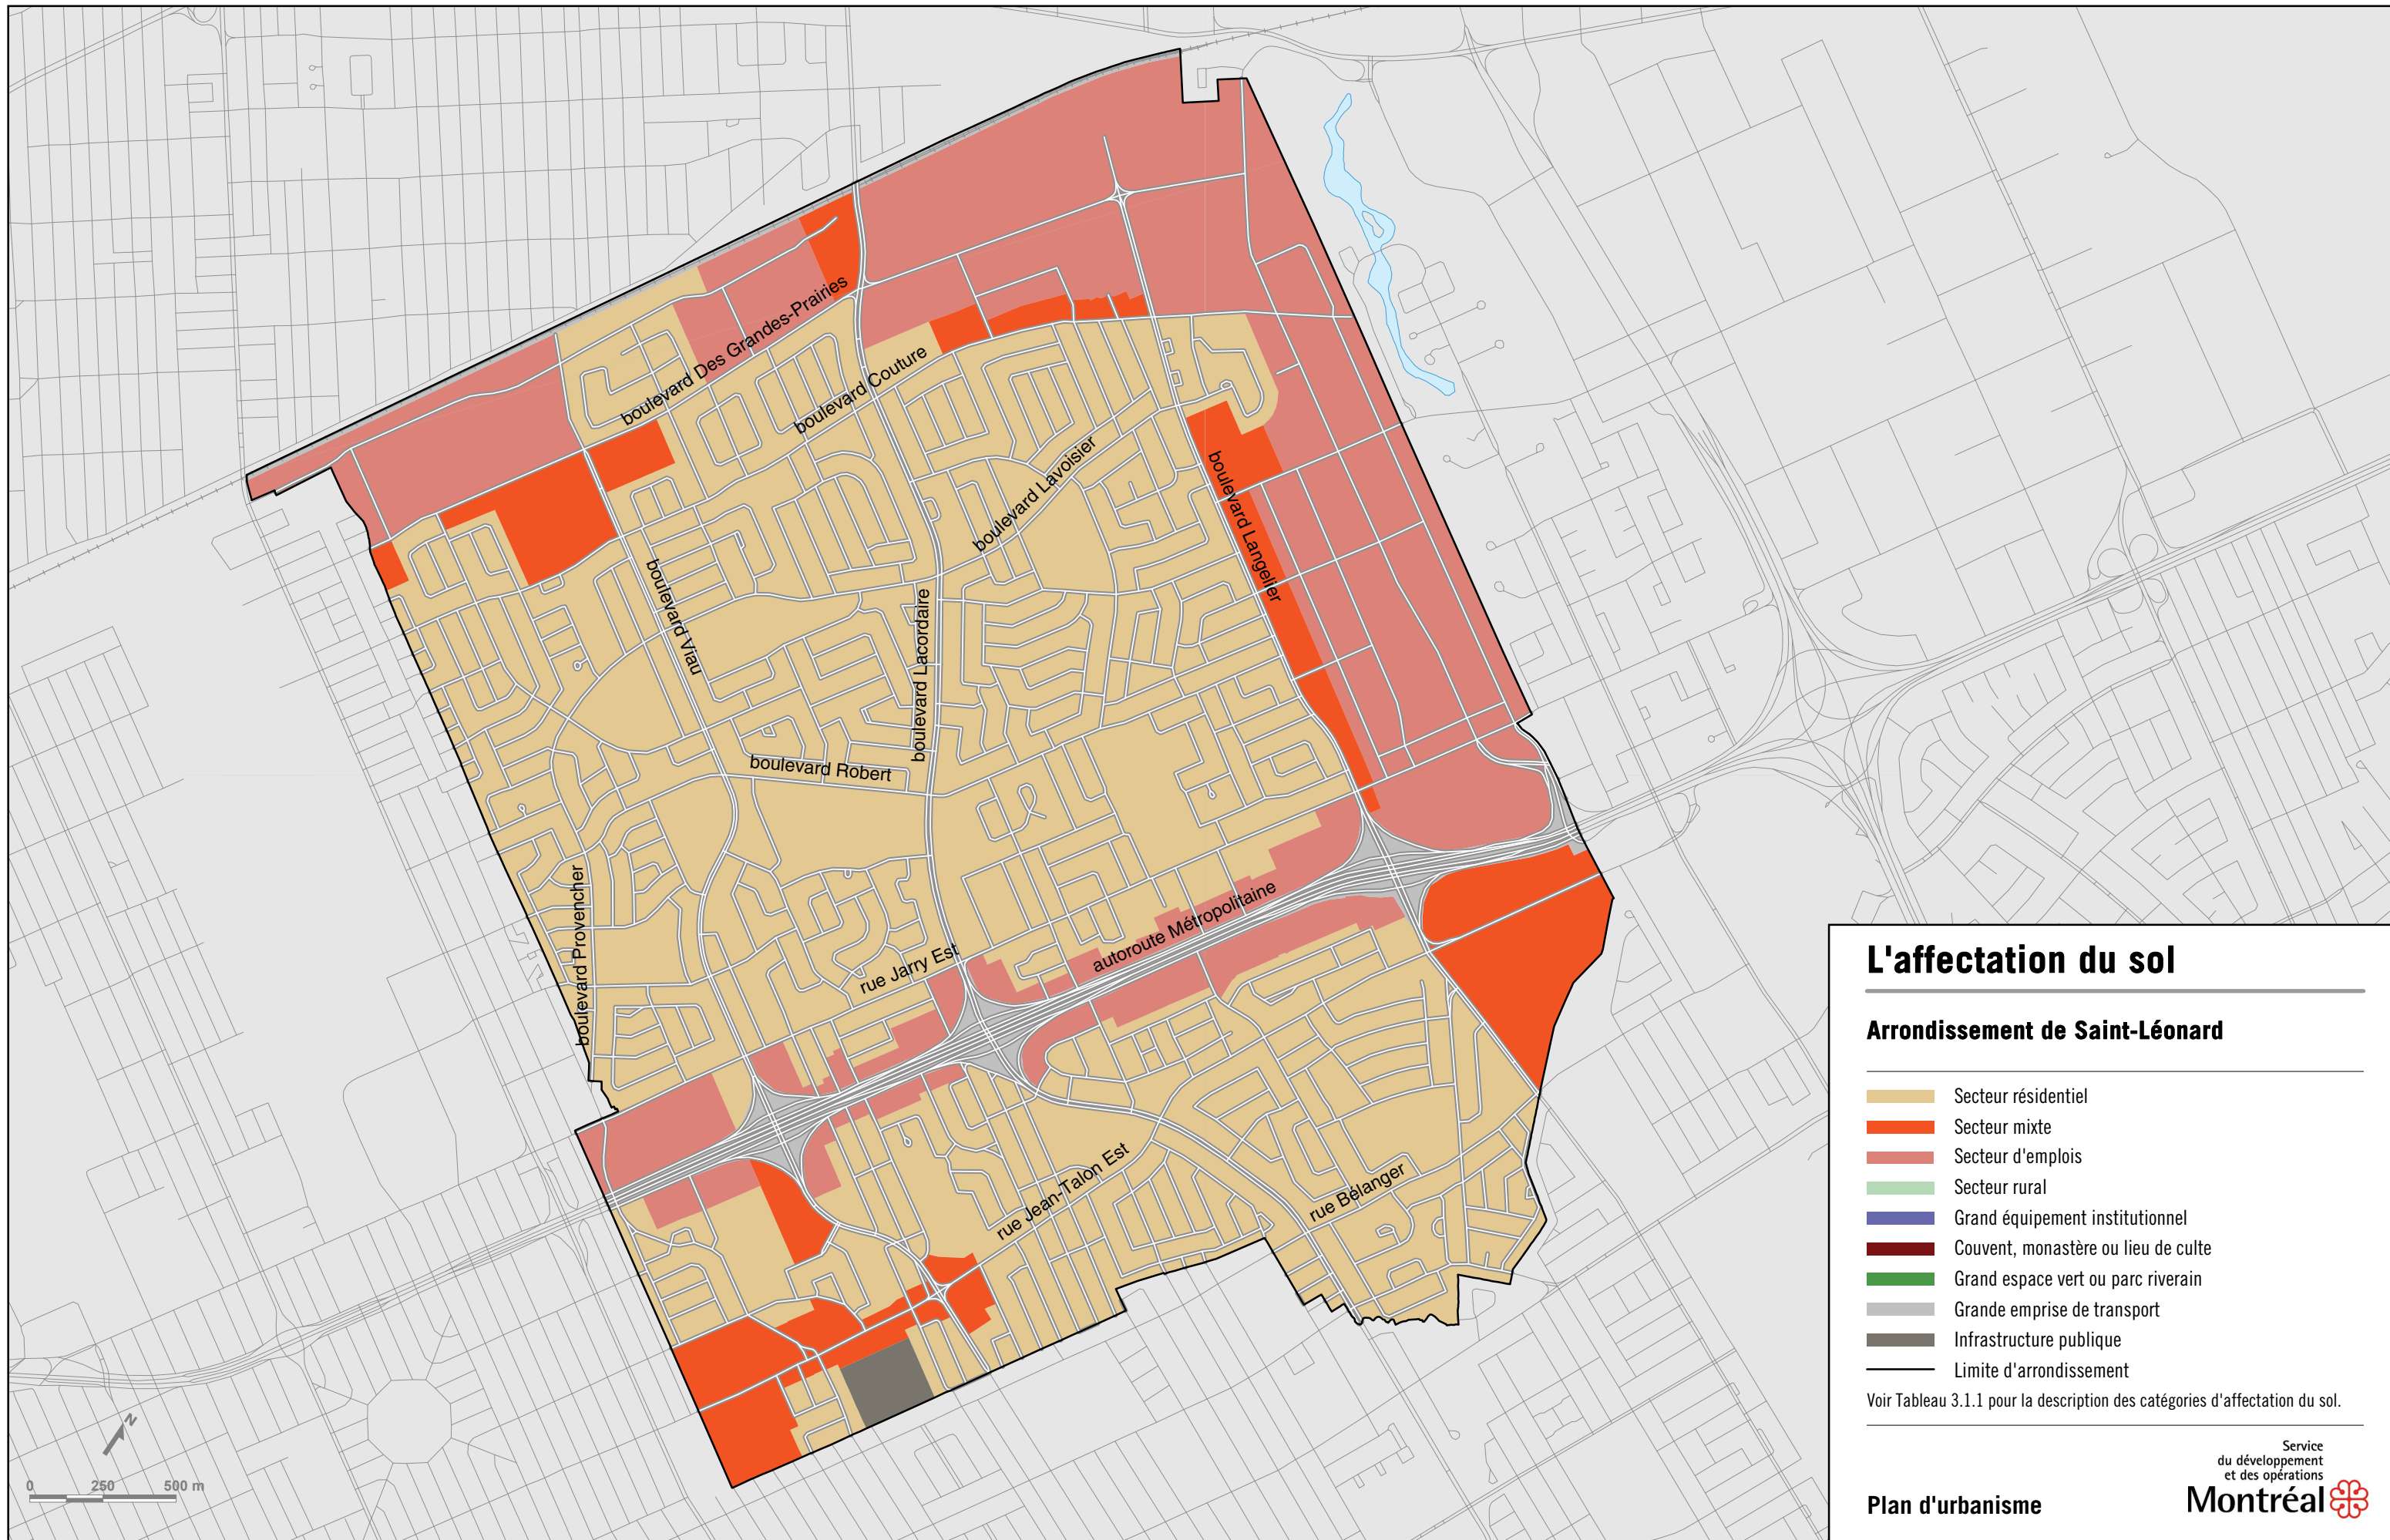 boulevard Des Grandes-Prairies
boulevard Couture
boulevard Lavoisier
boulevard Langelier
boulevard Viau
boulevard Lacordaire
boulevard Robert
boulevard Provencher
rue Jarry Est
autoroute Métropolitaine
rue Jean-Talon Est
rue Bélanger
N
0 250 500 m
L'affectation du sol
Arrondissement de Saint-Léonard
Secteur résidentiel
Secteur mixte
Secteur d'emplois
Secteur rural
Grand équipement institutionnel
Couvent, monastère ou lieu de culte
Grand espace vert ou parc riverain
Grande emprise de transport
Infrastructure publique
Limite d'arrondissement
Voir Tableau 3.1.1 pour la description des catégories d'affectation du sol.
Service
du développement
et des opérations
Montréal
Plan d'urbanisme